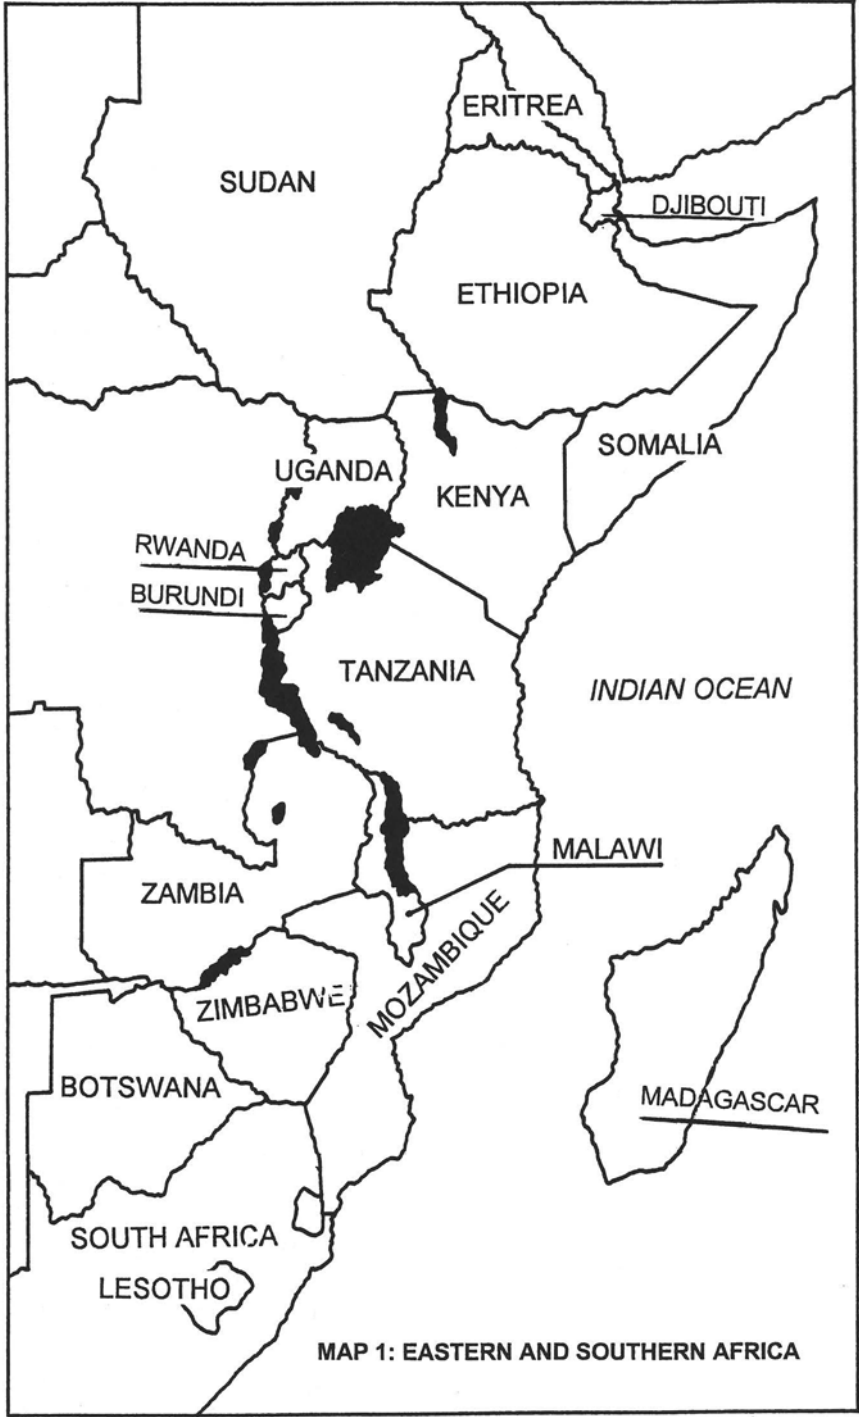 ERITREA
SUDAN
DJIBOUTI
ETHIOPIA
SOMALIA
UGANDA
KENYA
RWANDA
BURUNDI
TANZANIA
INDIAN OCEAN
MALAWI
ZAMBIA
MOZAMBIQUE
ZIMBABWE
BOTSWANA
MADAGASCAR
SOUTH AFRICA
LESOTHO
MAP 1: EASTERN AND SOUTHERN AFRICA